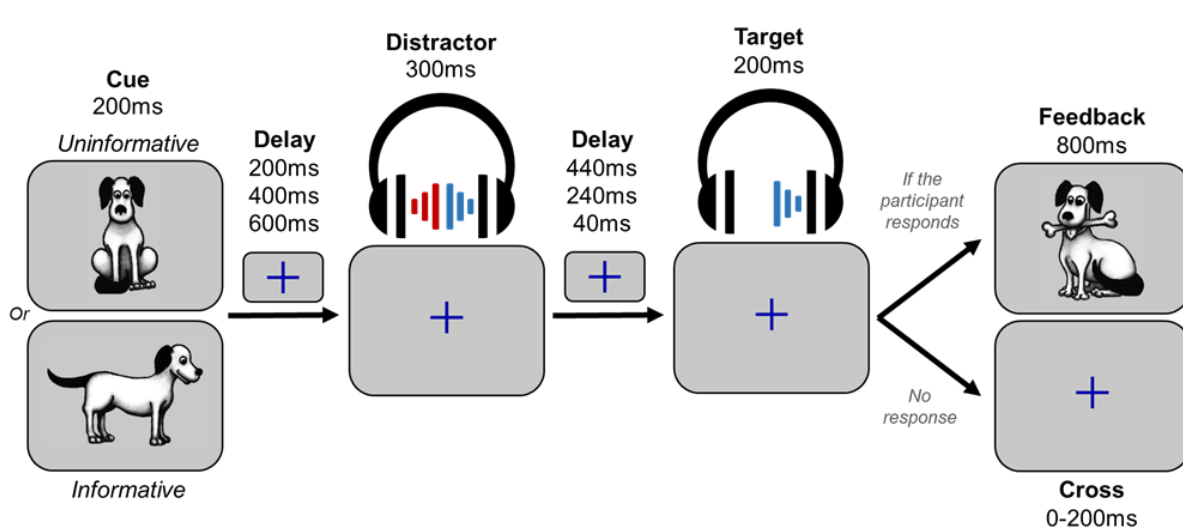 Cue
200ms
Uninformative
Or
Informative
Delay
200ms
400ms
600ms
Distractor
300ms
Delay
440ms
240ms
40ms
Target
200ms
If the
participant
responds
No
response
Feedback
800ms
Cross
0-200ms